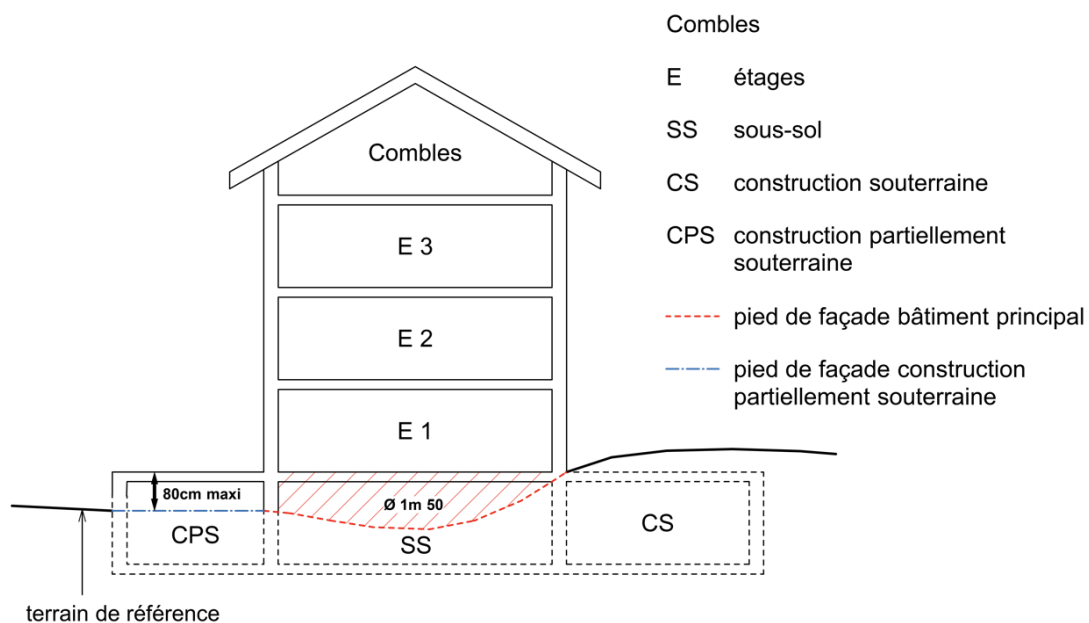 Combles
E étages
SS sous-sol
CS construction souterraine
CPS construction partiellement
souterraine
pied de façade bâtiment principal
pied de façade construction
partiellement souterraine
Combles
E 3
E 2
E 1
80cm maxi
Ø 1m 50
CPS
SS
CS
terrain de référence